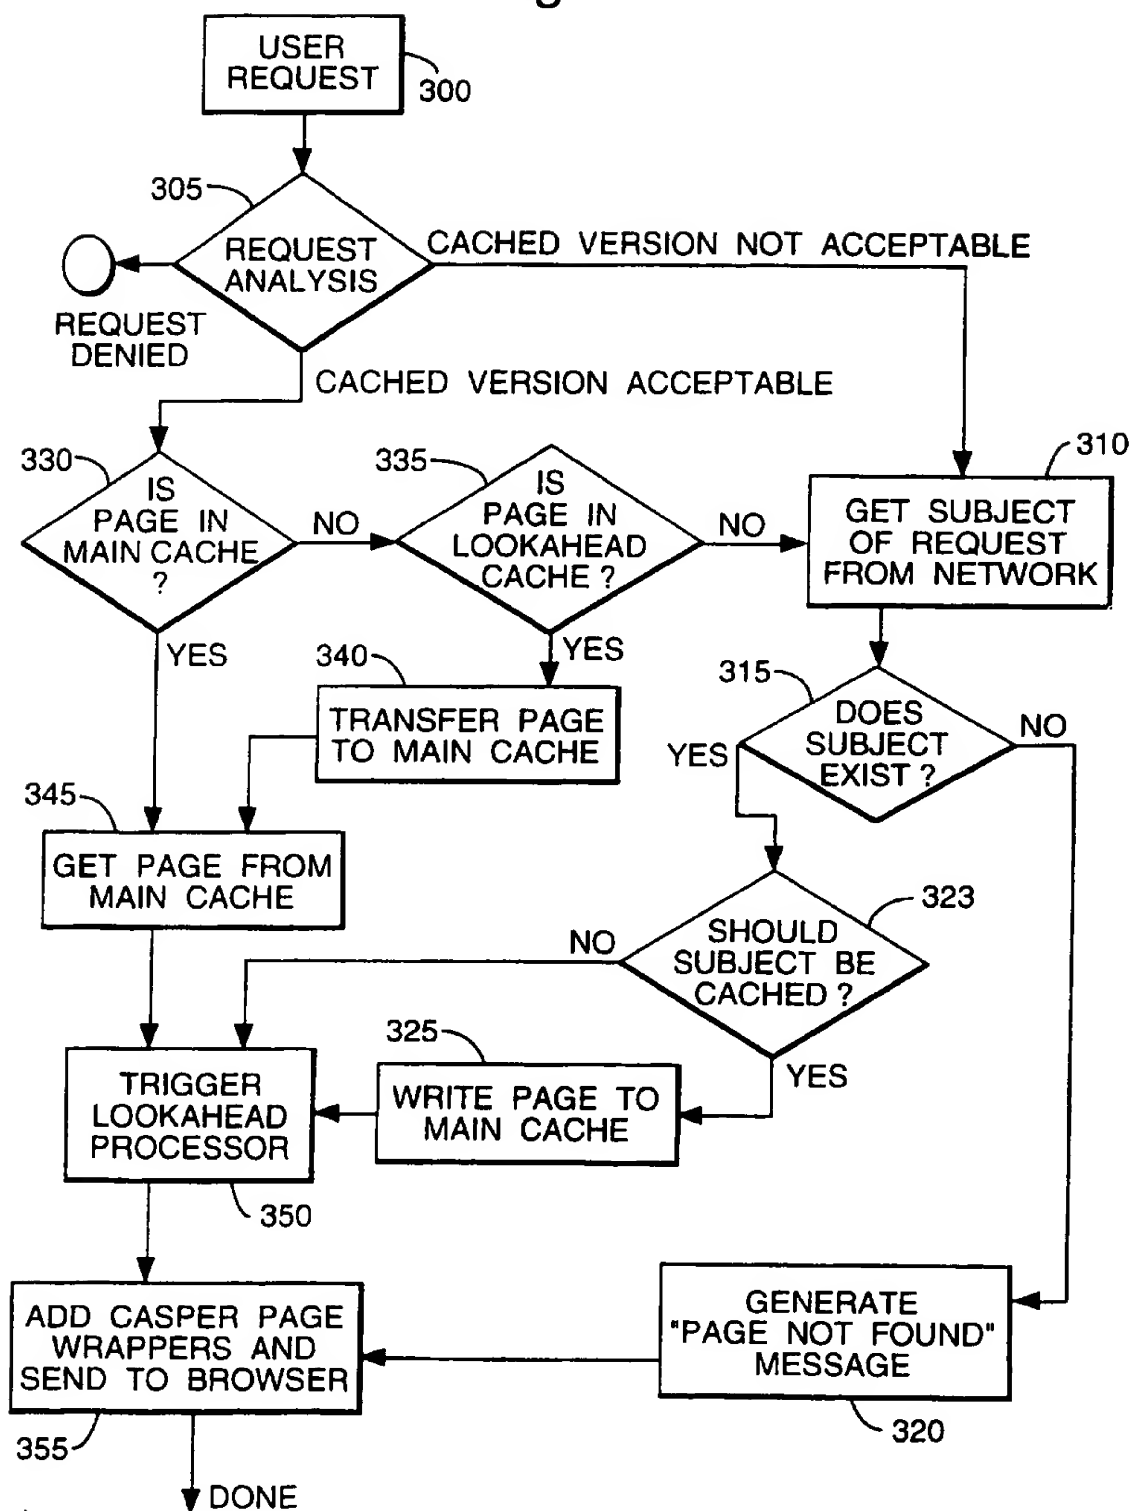 USER
REQUEST
300
305
REQUEST
ANALYSIS
CACHED VERSION NOT ACCEPTABLE
REQUEST
DENIED
CACHED VERSION ACCEPTABLE
330
IS
PAGE IN
MAIN CACHE
?
NO
YES
335
IS
PAGE IN
LOOKAHEAD
CACHE ?
NO
YES
310
GET SUBJECT
OF REQUEST
FROM NETWORK
340
TRANSFER PAGE
TO MAIN CACHE
315
DOES
SUBJECT
EXIST ?
YES
NO
345
GET PAGE FROM
MAIN CACHE
323
SHOULD
SUBJECT BE
CACHED ?
NO
YES
325
WRITE PAGE TO
MAIN CACHE
TRIGGER
LOOKAHEAD
PROCESSOR
350
ADD CASPER PAGE
WRAPPERS AND
SEND TO BROWSER
355
GENERATE
"PAGE NOT FOUND"
MESSAGE
320
DONE